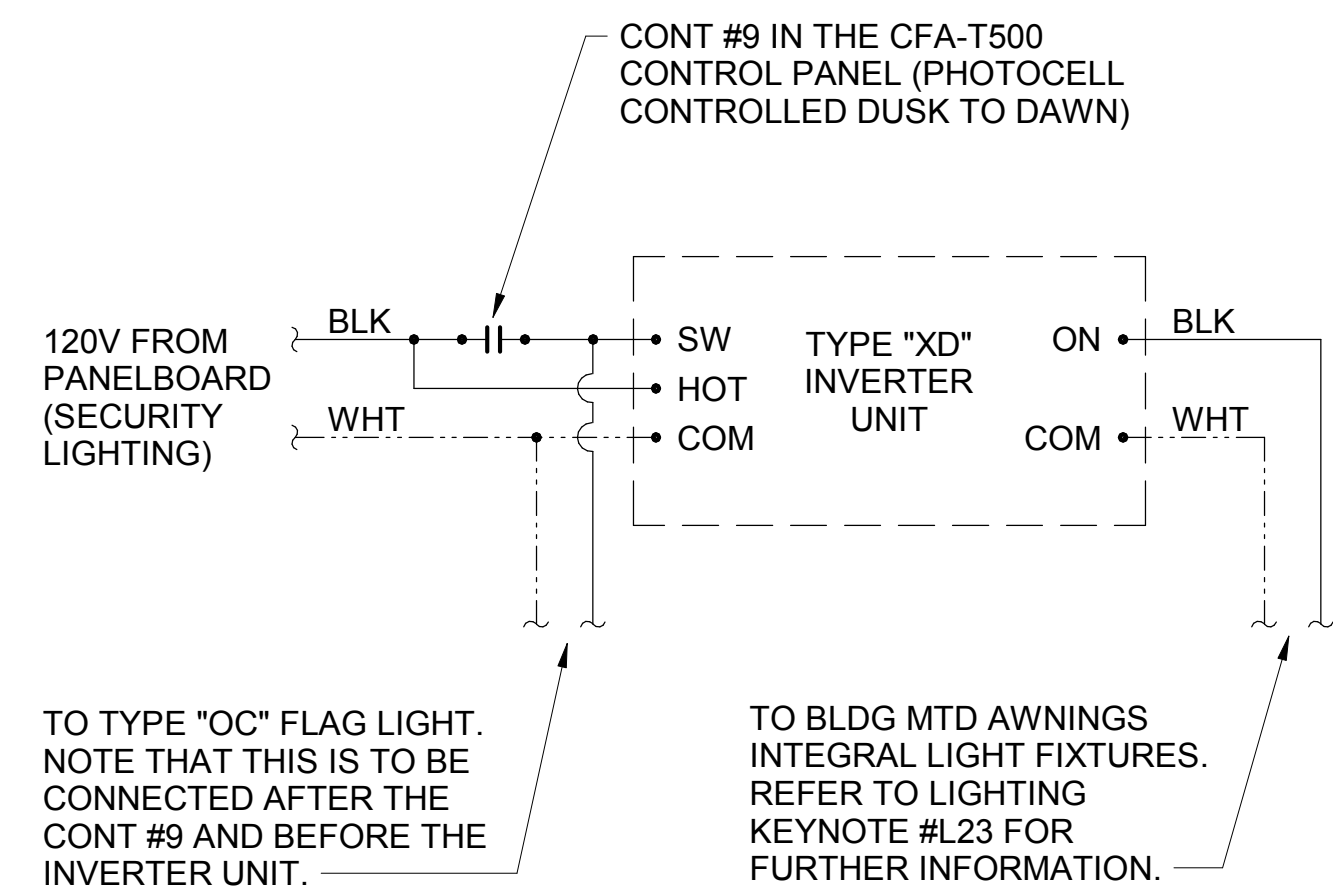 CONT #9 IN THE CFA-T500
CONTROL PANEL (PHOTOCELL
CONTROLLED DUSK TO DAWN)
120V FROM
PANELBOARD
(SECURITY
LIGHTING)
BLK
WHT
SW
HOT
COM
TYPE "XD"
INVERTER
UNIT
ON
COM
BLK
WHT
TO TYPE "OC" FLAG LIGHT.
NOTE THAT THIS IS TO BE
CONNECTED AFTER THE
CONT #9 AND BEFORE THE
INVERTER UNIT.
TO BLDG MTD AWNINGS
INTEGRAL LIGHT FIXTURES.
REFER TO LIGHTING
KEYNOTE #L23 FOR
FURTHER INFORMATION.